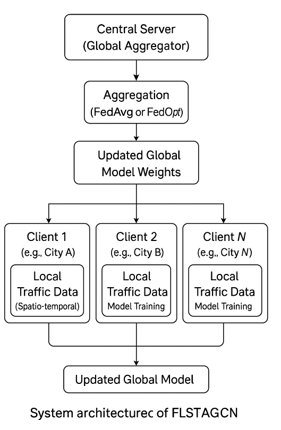 Central Server
(Global Aggregator)
Aggregation
(FedAvg or FedOpt)
Updated Global
Model Weights
Client 1
(e.g., City A)
Local
Traffic Data
(Spatio-temporal)
Client 2
(e.g., City B)
Local
Traffic Data
Model Training
Client N
(e.g., City N)
Local
Traffic Data
Model Training
Updated Global Model
System architecturec of FLSTAGCN